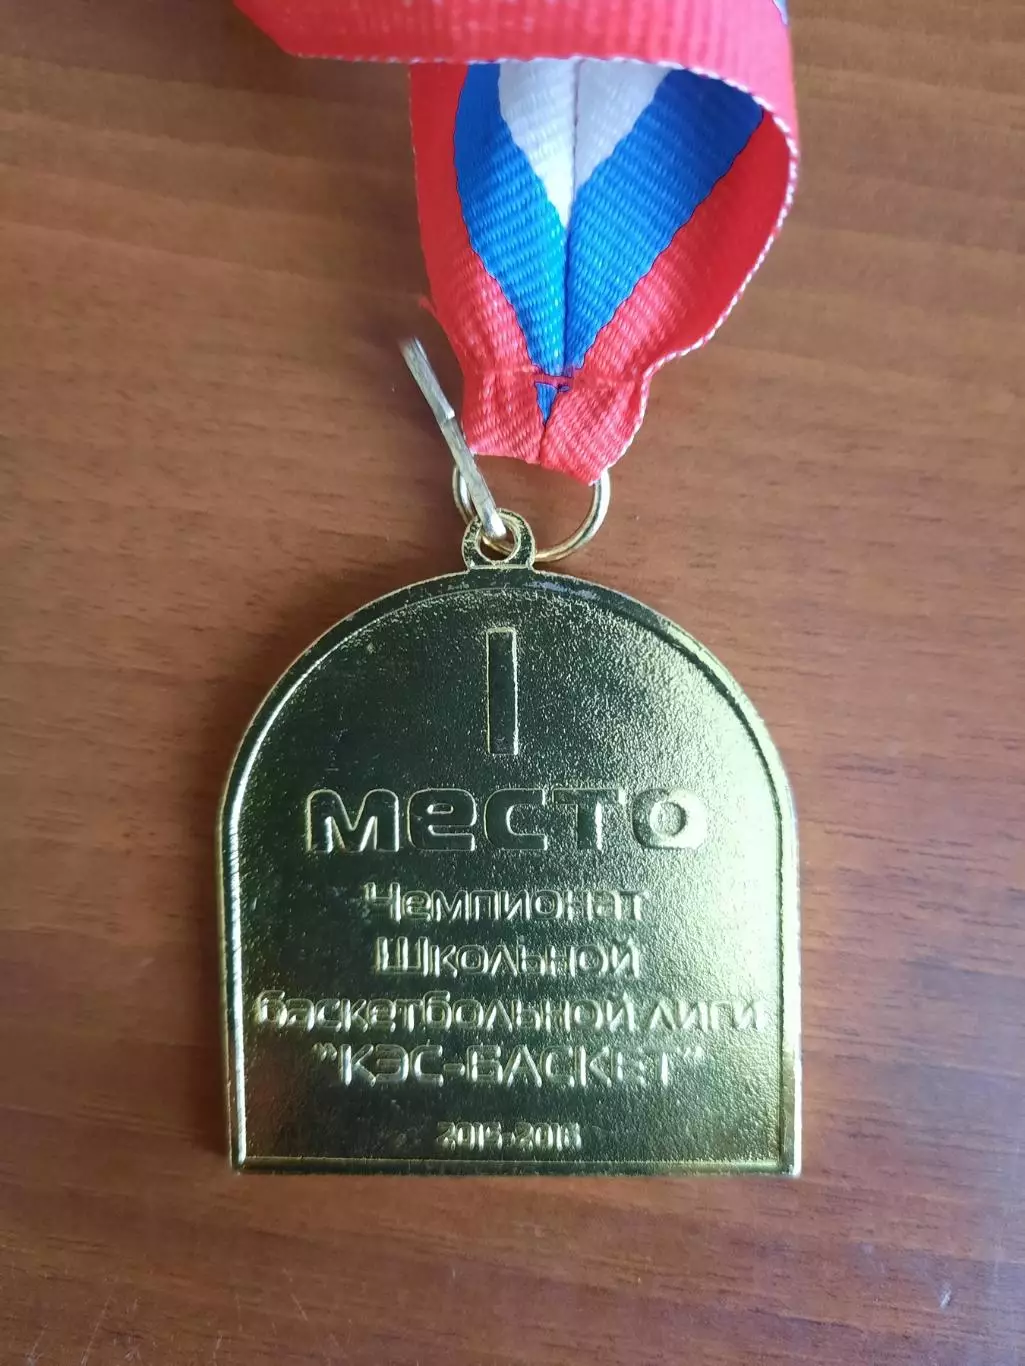 I
место
Чемпионат
Школьной
баскетбольной лиги
"КЭС-БАСКЕТ"
2015-2016